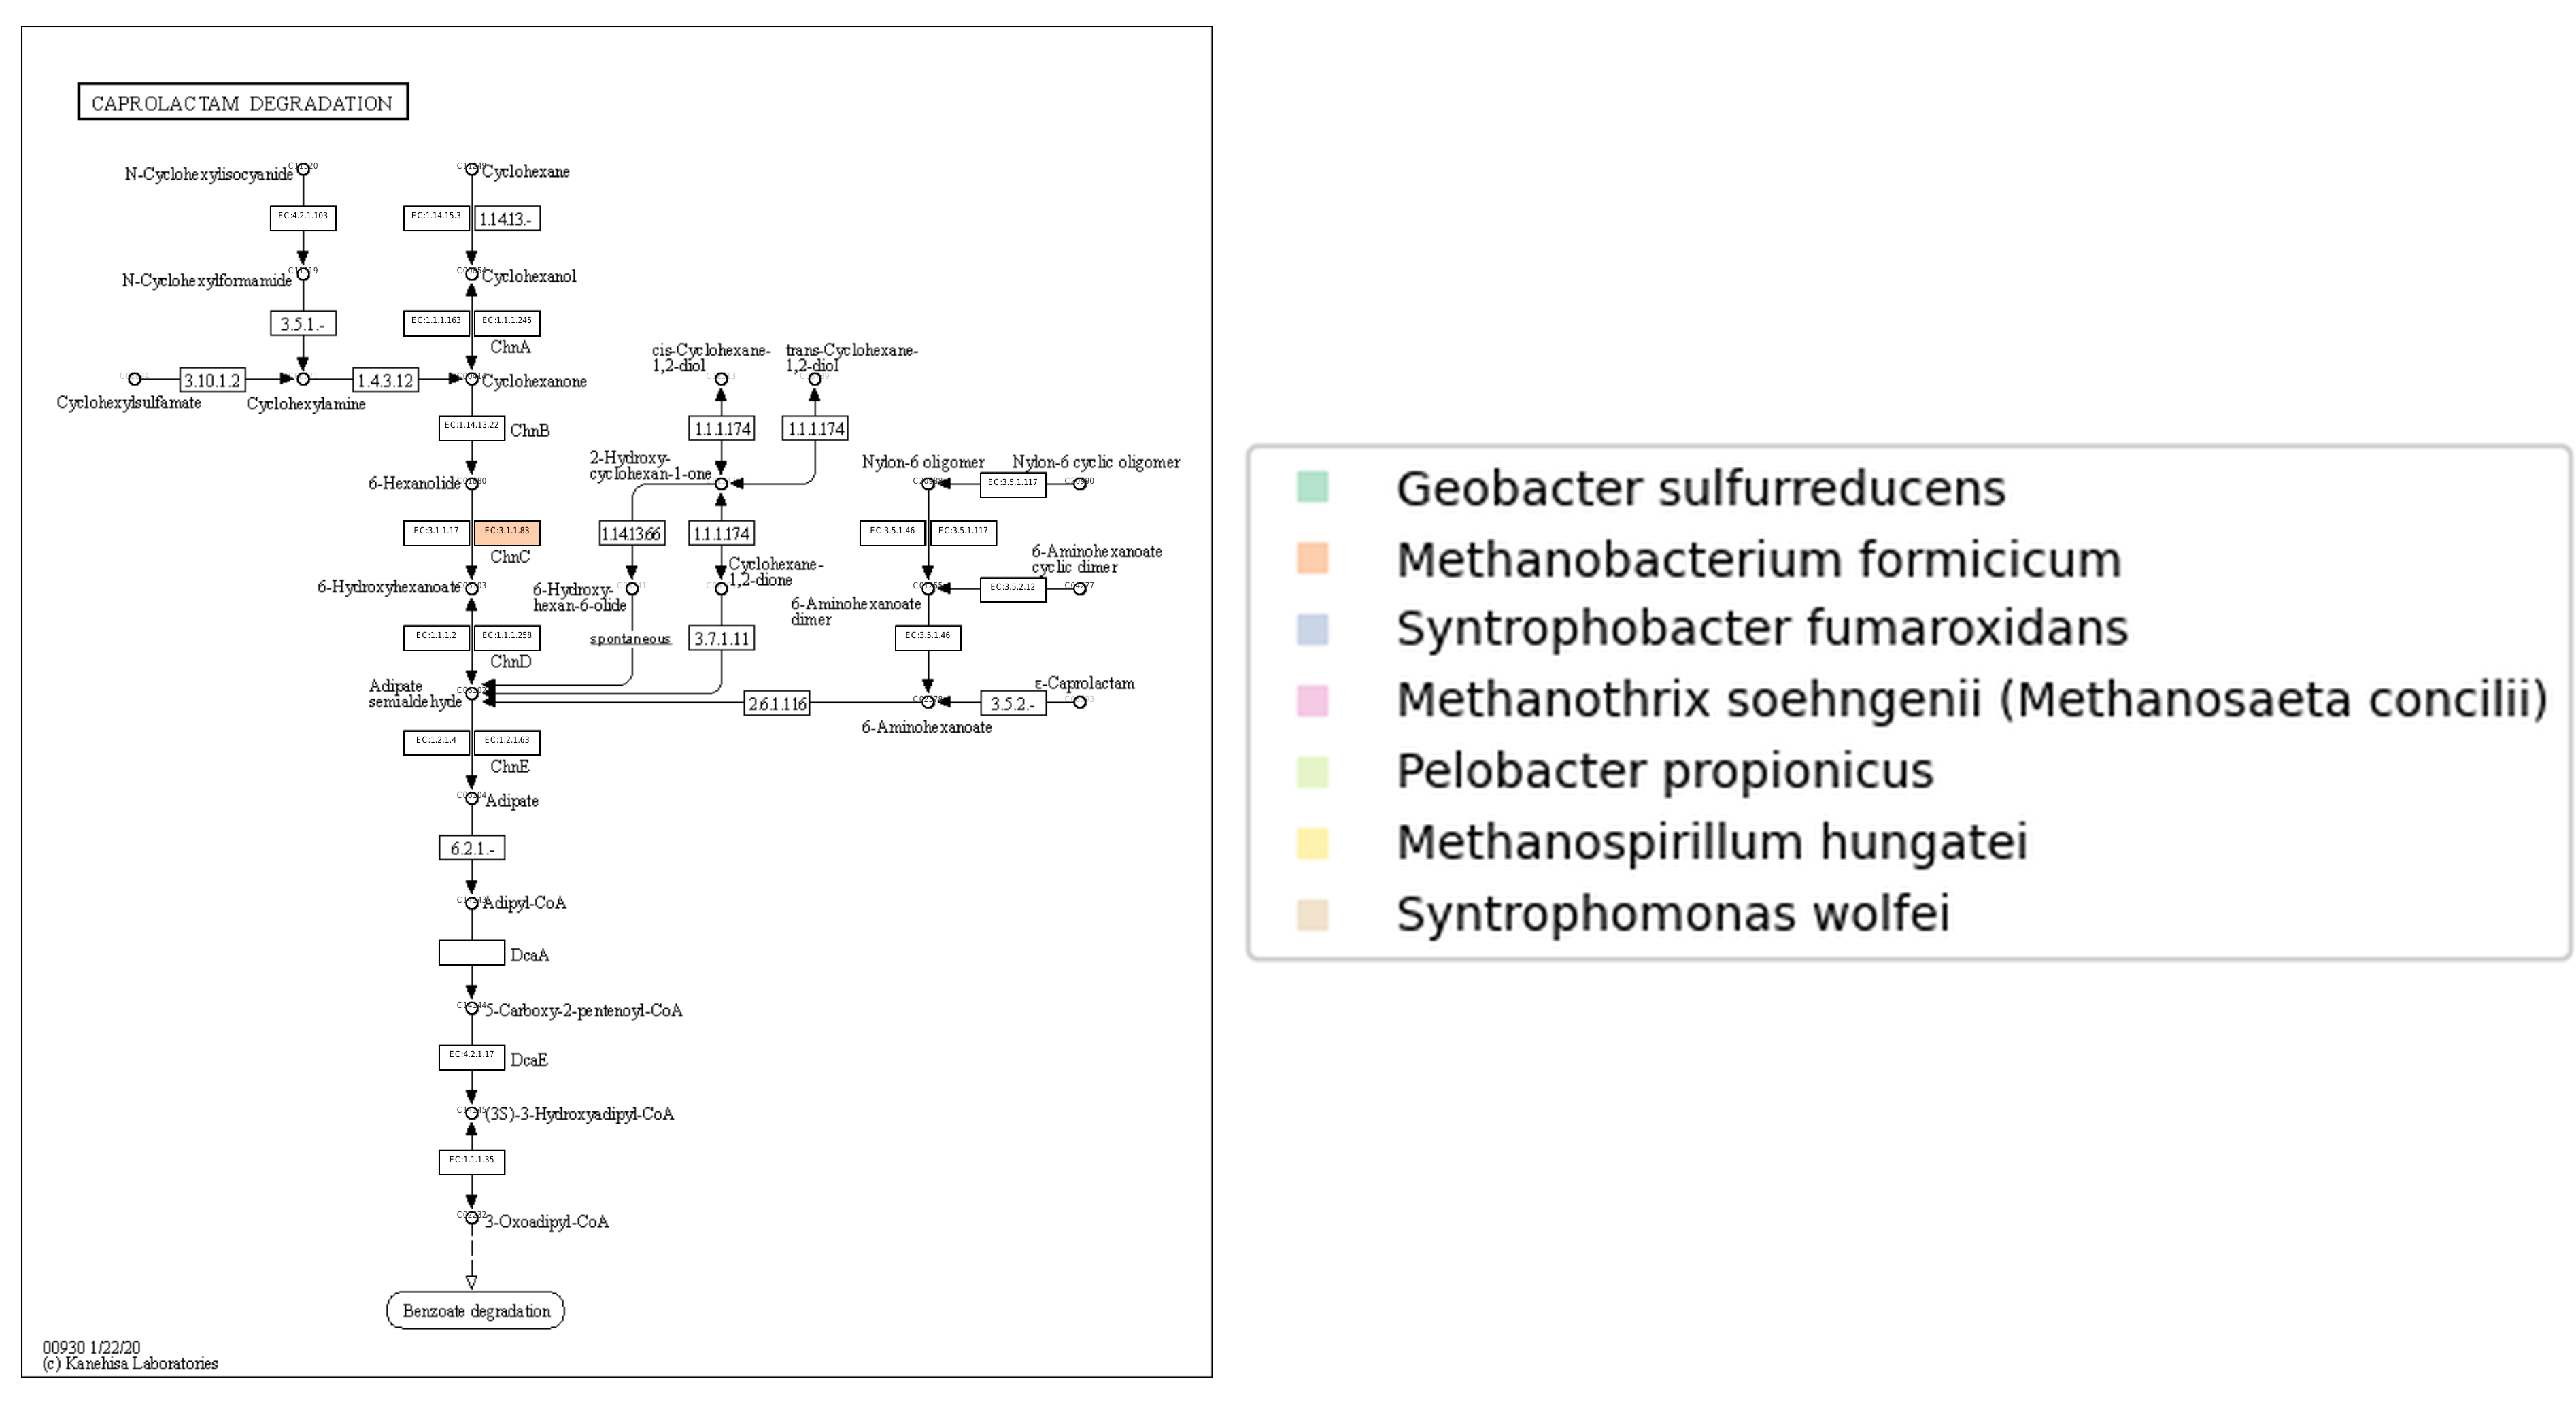 CAPROLACTAM DEGRADATION
N-Cyclohexylisocyanide
Cyclohexane
EC:4.2.1.103
EC:1.14.15.3
1.14.13.-
N-Cyclohexylformamide
Cyclohexanol
3.5.1.-
EC:1.1.1.163
EC:1.1.1.245
ChnA
cis-Cyclohexane-
1,2-diol
trans-Cyclohexane-
1,2-diol
3.10.1.2
1.4.3.12
Cyclohexanone
Cyclohexylsulfamate
Cyclohexylamine
EC:1.14.13.22
ChnB
1.1.1.174
1.1.1.174
2-Hydroxy-
cyclohexan-1-one
Nylon-6 oligomer
Nylon-6 cyclic oligomer
6-Hexanolide
EC:3.5.1.117
EC:3.1.1.17
EC:3.1.1.83
ChnC
1.14.13.66
1.1.1.174
EC:3.5.1.46
EC:3.5.1.117
6-Aminohexanoate
cyclic dimer
Cyclohexane-
1,2-dione
6-Hydroxyhexanoate
6-Hydroxy-
hexan-6-olide
EC:3.5.2.12
6-Aminohexanoate
dimer
EC:1.1.1.2
EC:1.1.1.258
ChnD
spontaneous
3.7.1.11
EC:3.5.1.46
Adipate
semialdehyde
ε-Caprolactam
2.6.1.116
3.5.2.-
6-Aminohexanoate
EC:1.2.1.4
EC:1.2.1.63
ChnE
Adipate
6.2.1.-
Adipyl-CoA
DcaA
5-Carboxy-2-pentenoyl-CoA
EC:4.2.1.17
DcaE
(3S)-3-Hydroxyadipyl-CoA
EC:1.1.1.35
3-Oxoadipyl-CoA
Benzoate degradation
00930 1/22/20
(c) Kanehisa Laboratories
Geobacter sulfurreducens
Methanobacterium formicicum
Syntrophobacter fumaroxidans
Methanothrix soehngenii (Methanosaeta concilii)
Pelobacter propionicus
Methanospirillum hungatei
Syntrophomonas wolfei